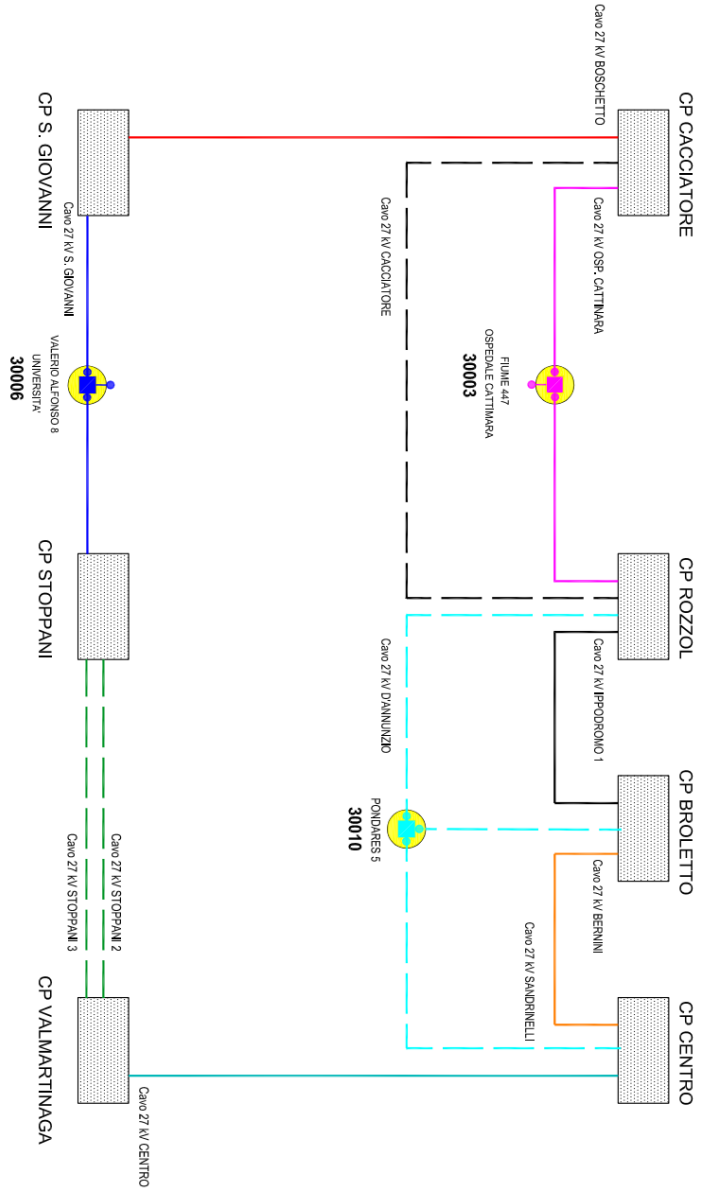 CP CACCIATORE
CP ROZZOL
CP BROLETTO
CP CENTRO
Cavo 27 kV BOSCHETTO
Cavo 27 kV OSP. CATTINARA
Cavo 27 kV IPPODROMO 1
Cavo 27 kV BERNINI
Cavo 27 kV SANDRINELLI
FIUME 447
OSPEDALE CATTIMARA
30003
Cavo 27 kV CACCIATORE
Cavo 27 kV D'ANNUNZIO
PONDARES 5
30010
Cavo 27 kV CENTRO
Cavo 27 kV STOPPANI 2
Cavo 27 kV STOPPANI 3
Cavo 27 kV S. GIOVANNI
VALERIO ALFONSO 8
UNIVERSITA'
30006
CP S. GIOVANNI
CP STOPPANI
CP VALMARTINAGA